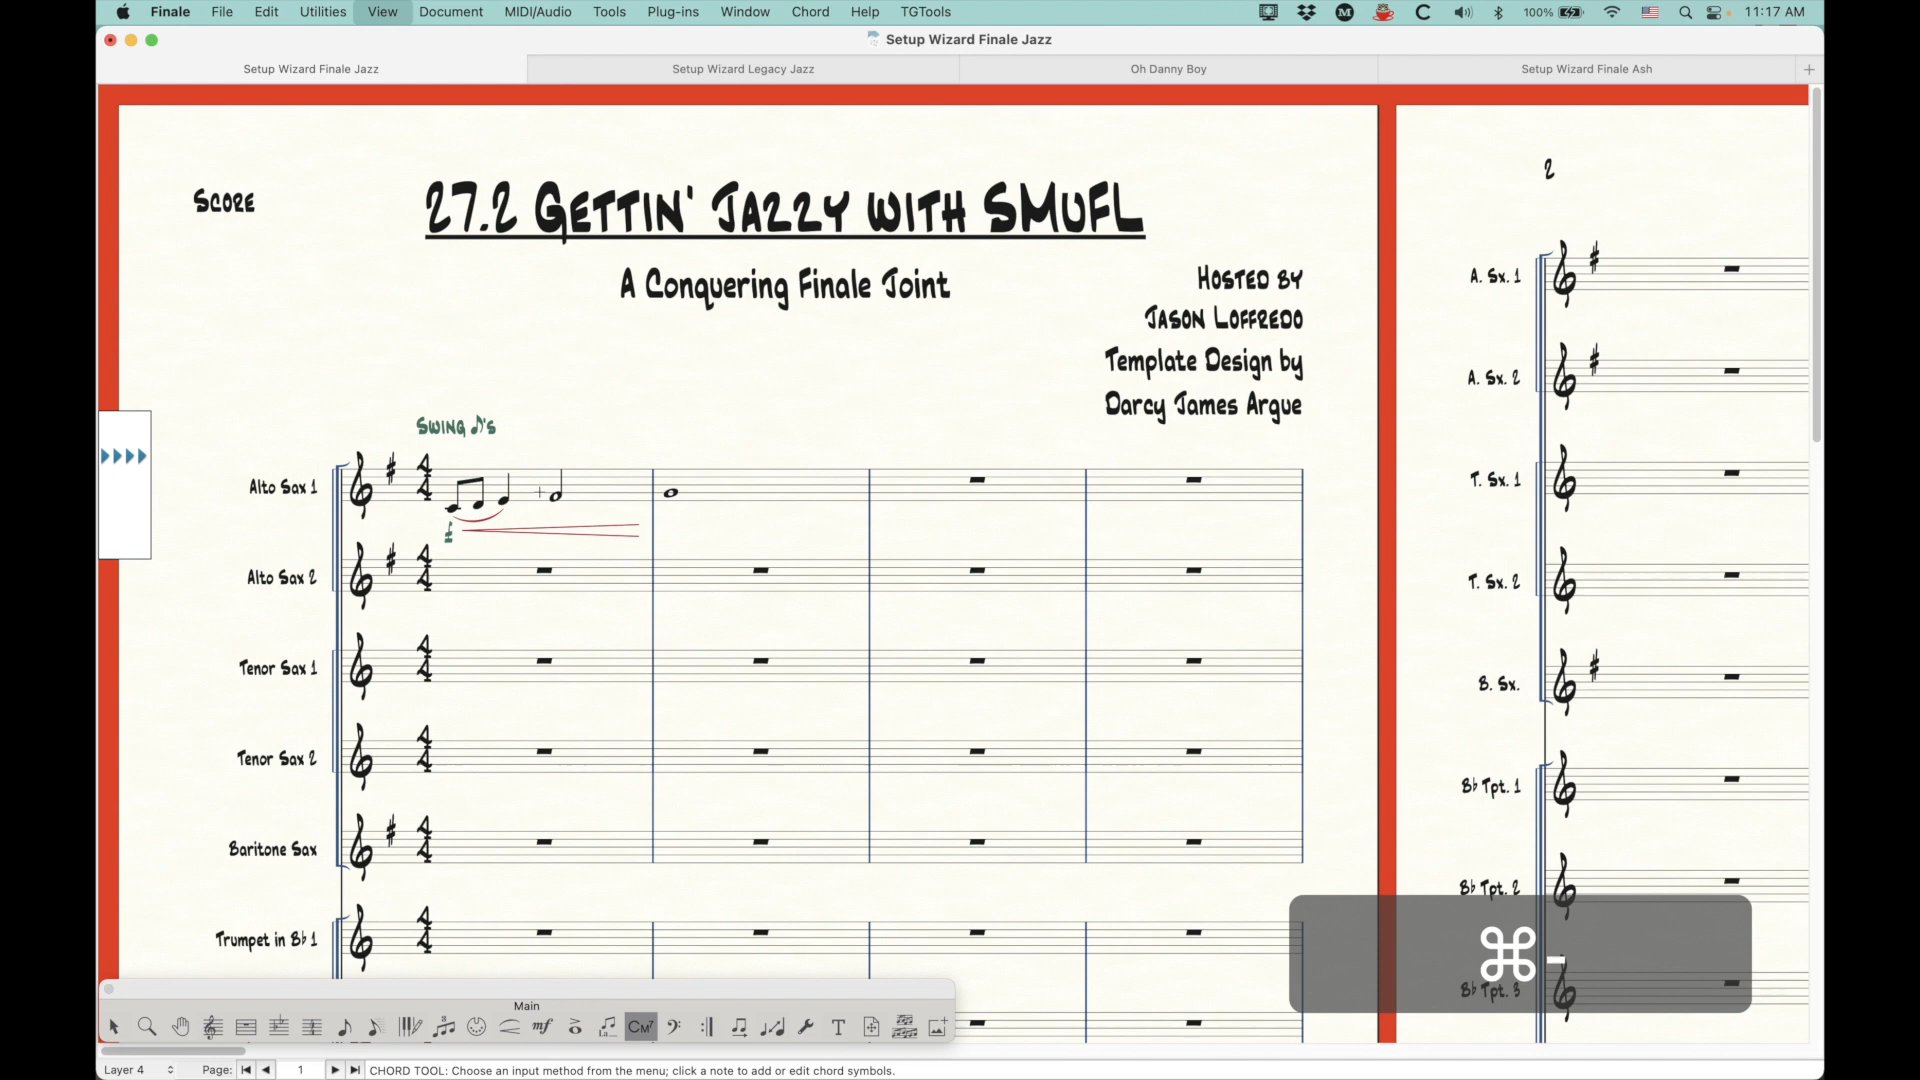 Finale File Edit Utilities View Document MIDI/Audio Tools Plug-ins Window Chord Help TGTools 100% 11:17 AM
Setup Wizard Finale Jazz
Setup Wizard Finale Jazz Setup Wizard Legacy Jazz Oh Danny Boy Setup Wizard Finale Ash +
Score
27.2 Gettin' Jazzy with SMuFL
A Conquering Finale Joint
Hosted by
Jason Loffredo
Template Design by
Darcy James Argue
2
Swing ♪'s
Alto Sax 1
Alto Sax 2
Tenor Sax 1
Tenor Sax 2
Baritone Sax
Trumpet in B♭ 1
A. Sx. 1
A. Sx. 2
T. Sx. 1
T. Sx. 2
B. Sx.
B♭ Tpt. 1
B♭ Tpt. 2
B♭ Tpt. 3
⌘-
Main
mf CM7 T
Layer 4 Page: 1 CHORD TOOL: Choose an input method from the menu; click a note to add or edit chord symbols.